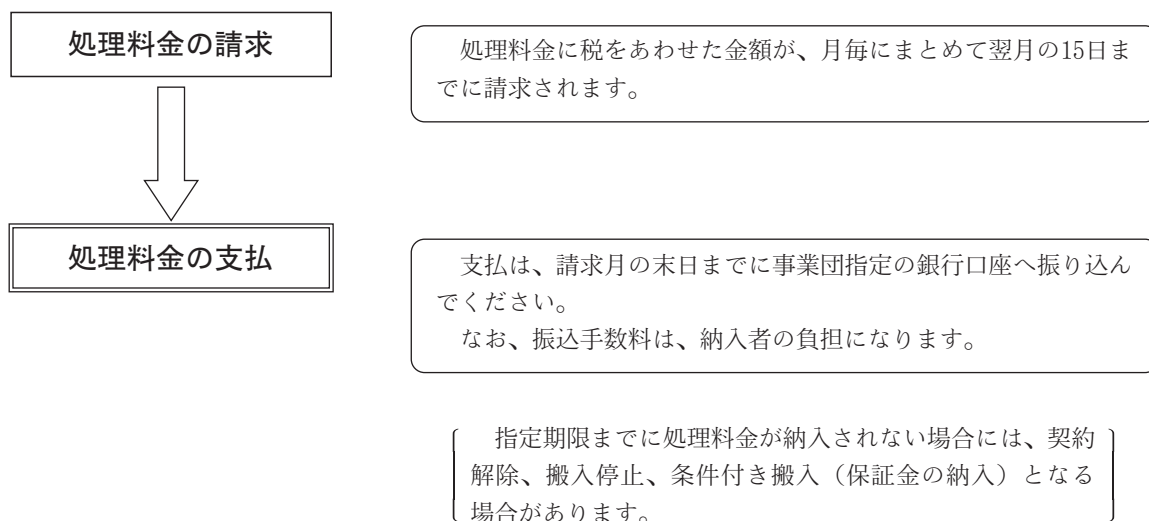 処理料金の請求
　処理料金に税をあわせた金額が、月毎にまとめて翌月の15日ま
でに請求されます。
処理料金の支払
　支払は、請求月の末日までに事業団指定の銀行口座へ振り込ん
でください。
　なお、振込手数料は、納入者の負担になります。
　指定期限までに処理料金が納入されない場合には、契約
解除、搬入停止、条件付き搬入（保証金の納入）となる
場合があります。